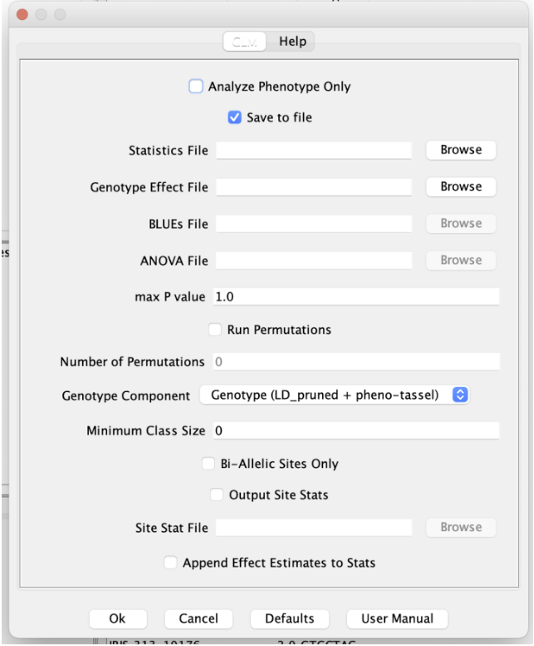 GLM Help
Analyze Phenotype Only
Save to file
Statistics File Browse
Genotype Effect File Browse
BLUEs File Browse
ANOVA File Browse
max P value 1.0
Run Permutations
Number of Permutations 0
Genotype Component Genotype (LD_pruned + pheno-tassel)
Minimum Class Size 0
Bi-Allelic Sites Only
Output Site Stats
Site Stat File Browse
Append Effect Estimates to Stats
Ok Cancel Defaults User Manual